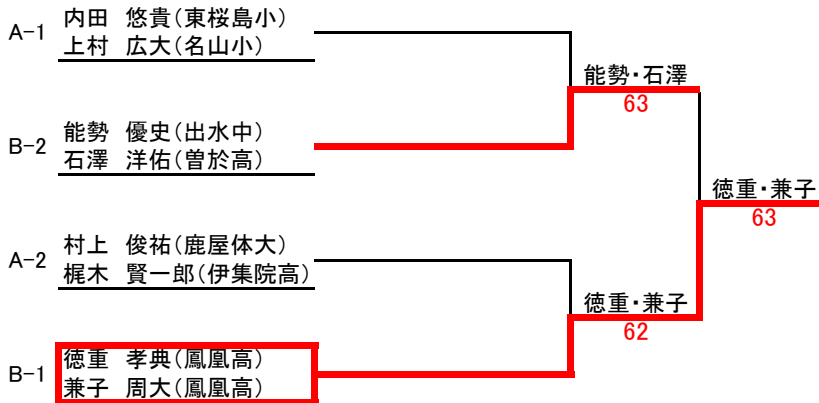 A-1
内田　悠貴(東桜島小)
上村　広大(名山小)
能勢・石澤
63
B-2
能勢　優史(出水中)
石澤　洋佑(曽於高)
徳重・兼子
63
A-2
村上　俊祐(鹿屋体大)
梶木　賢一郎(伊集院高)
徳重・兼子
62
B-1
徳重　孝典(鳳凰高)
兼子　周大(鳳凰高)